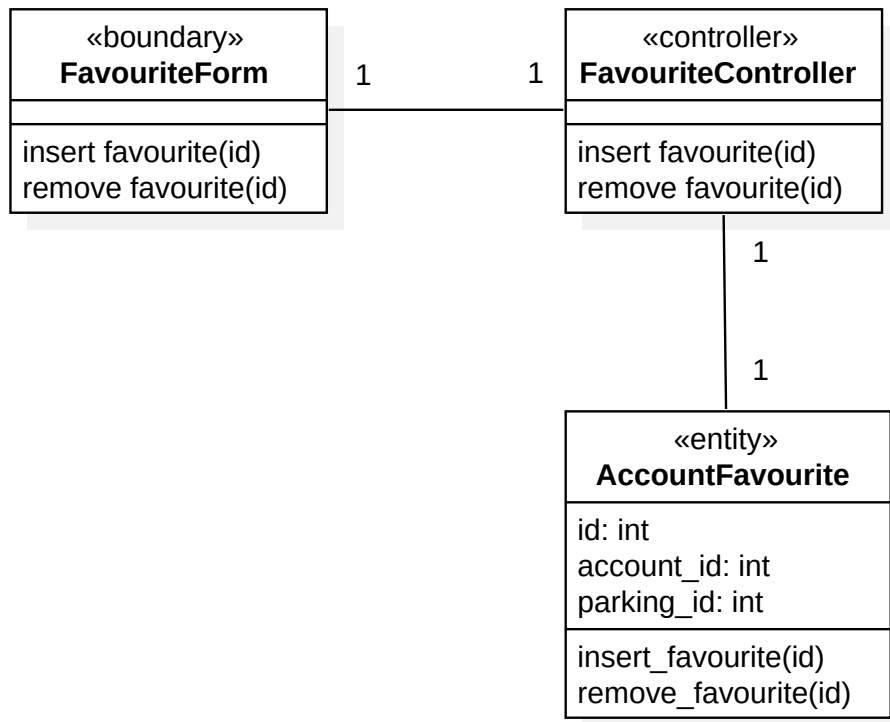 «boundary»
FavouriteForm
insert favourite(id)
remove favourite(id)
1
1
«controller»
FavouriteController
insert favourite(id)
remove favourite(id)
1
1
«entity»
AccountFavourite
id: int
account_id: int
parking_id: int
insert_favourite(id)
remove_favourite(id)